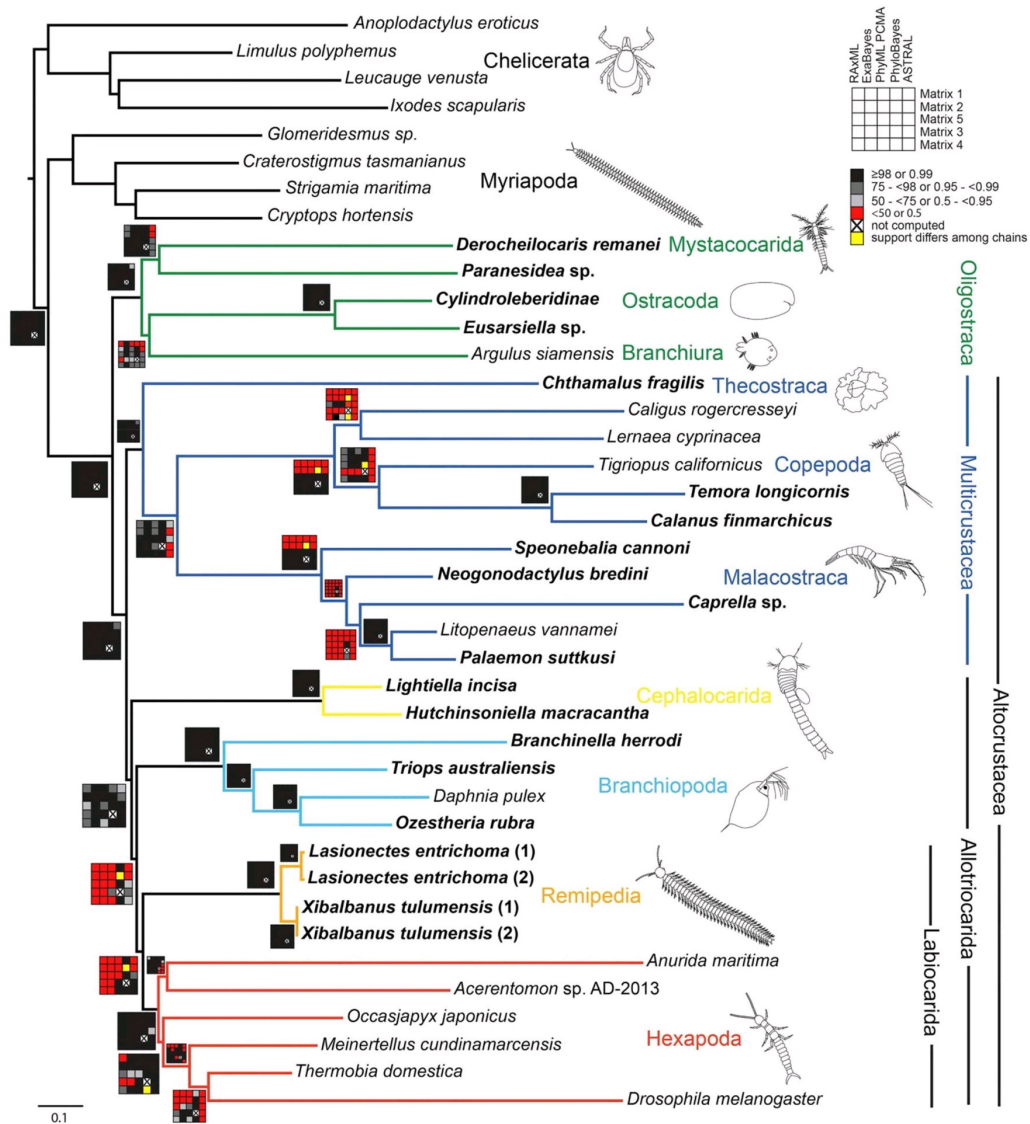 Anoplodactylus eroticus
Limulus polyphemus
Chelicerata
Leucauge venusta
Ixodes scapularis
RAxML
ExaBayes
PhyML PCMA
PhyloBayes
ASTRAL
Matrix 1
Matrix 2
Matrix 5
Matrix 3
Matrix 4
≥98 or 0.99
75 - <98 or 0.95 - <0.99
50 - <75 or 0.5 - <0.95
<50 or 0.5
not computed
support differs among chains
Glomeridesmus sp.
Craterostigmus tasmanianus
Myriapoda
Strigamia maritima
Cryptops hortensis
Derocheilocaris remanei
Mystacocarida
Paranesidea sp.
Cylindroleberidinae
Ostracoda
Eusarsiella sp.
Argulus siamensis
Branchiura
Oligostraca
Chthamalus fragilis
Thecostraca
Caligus rogercresseyi
Lernaea cyprinacea
Tigriopus californicus
Copepoda
Temora longicornis
Calanus finmarchicus
Multicrustacea
Speonebalia cannoni
Neogonodactylus bredini
Malacostraca
Caprella sp.
Litopenaeus vannamei
Palaemon suttkusi
Lightiella incisa
Cephalocarida
Hutchinsoniella macracantha
Altocrustacea
Branchinella herrodi
Triops australiensis
Branchiopoda
Daphnia pulex
Ozestheria rubra
Allotriocarida
Lasionectes entrichoma (1)
Lasionectes entrichoma (2)
Remipedia
Xibalbanus tulumensis (1)
Xibalbanus tulumensis (2)
Labiocarida
Anurida maritima
Acerentomon sp. AD-2013
Occasjapyx japonicus
Hexapoda
Meinertellus cundinamarcensis
Thermobia domestica
Drosophila melanogaster
0.1